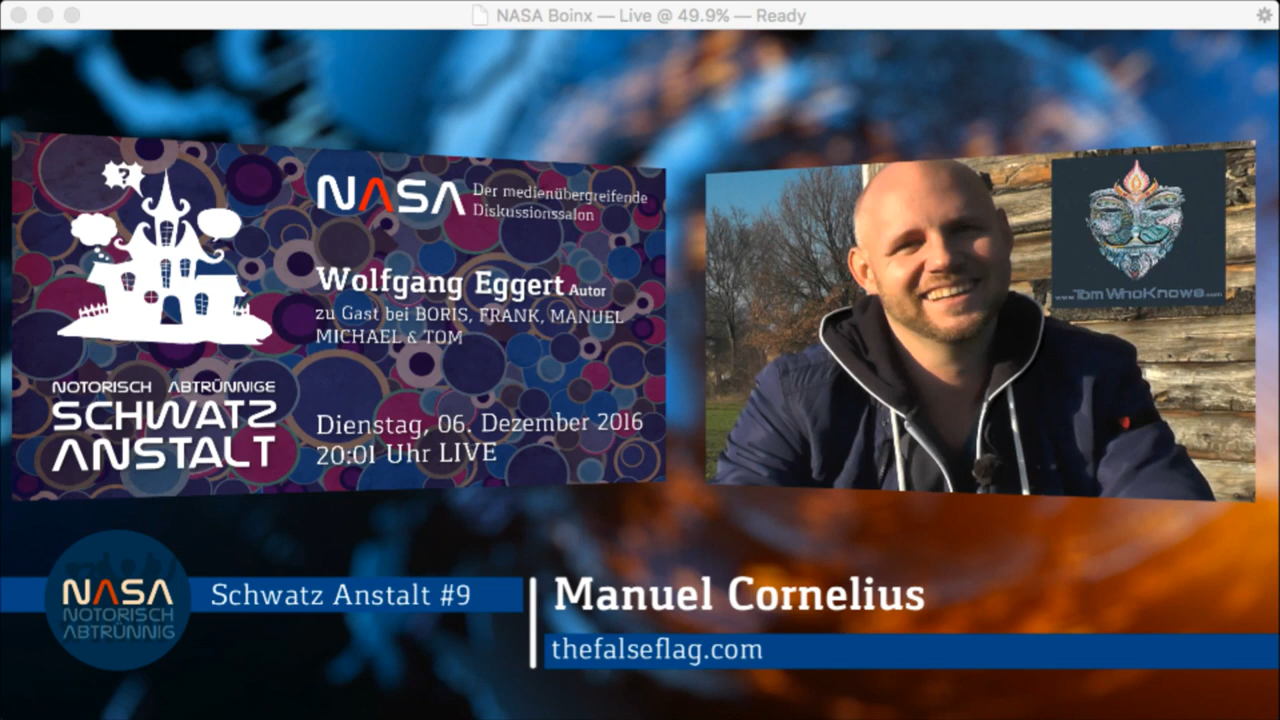 NASA Boinx — Live @ 49.9% — Ready
?
NASA
Der medienübergreifende
Diskussionssalon
Wolfgang Eggert Autor
zu Gast bei BORIS, FRANK, MANUEL
MICHAEL & TOM
NOTORISCH ABTRÜNNIGE
SCHWATZ
ANSTALT
Dienstag, 06. Dezember 2016
20:01 Uhr LIVE
www.TomWhoKnows.com
NASA
NOTORISCH
ABTRÜNNIG
Schwatz Anstalt #9
Manuel Cornelius
thefalseflag.com